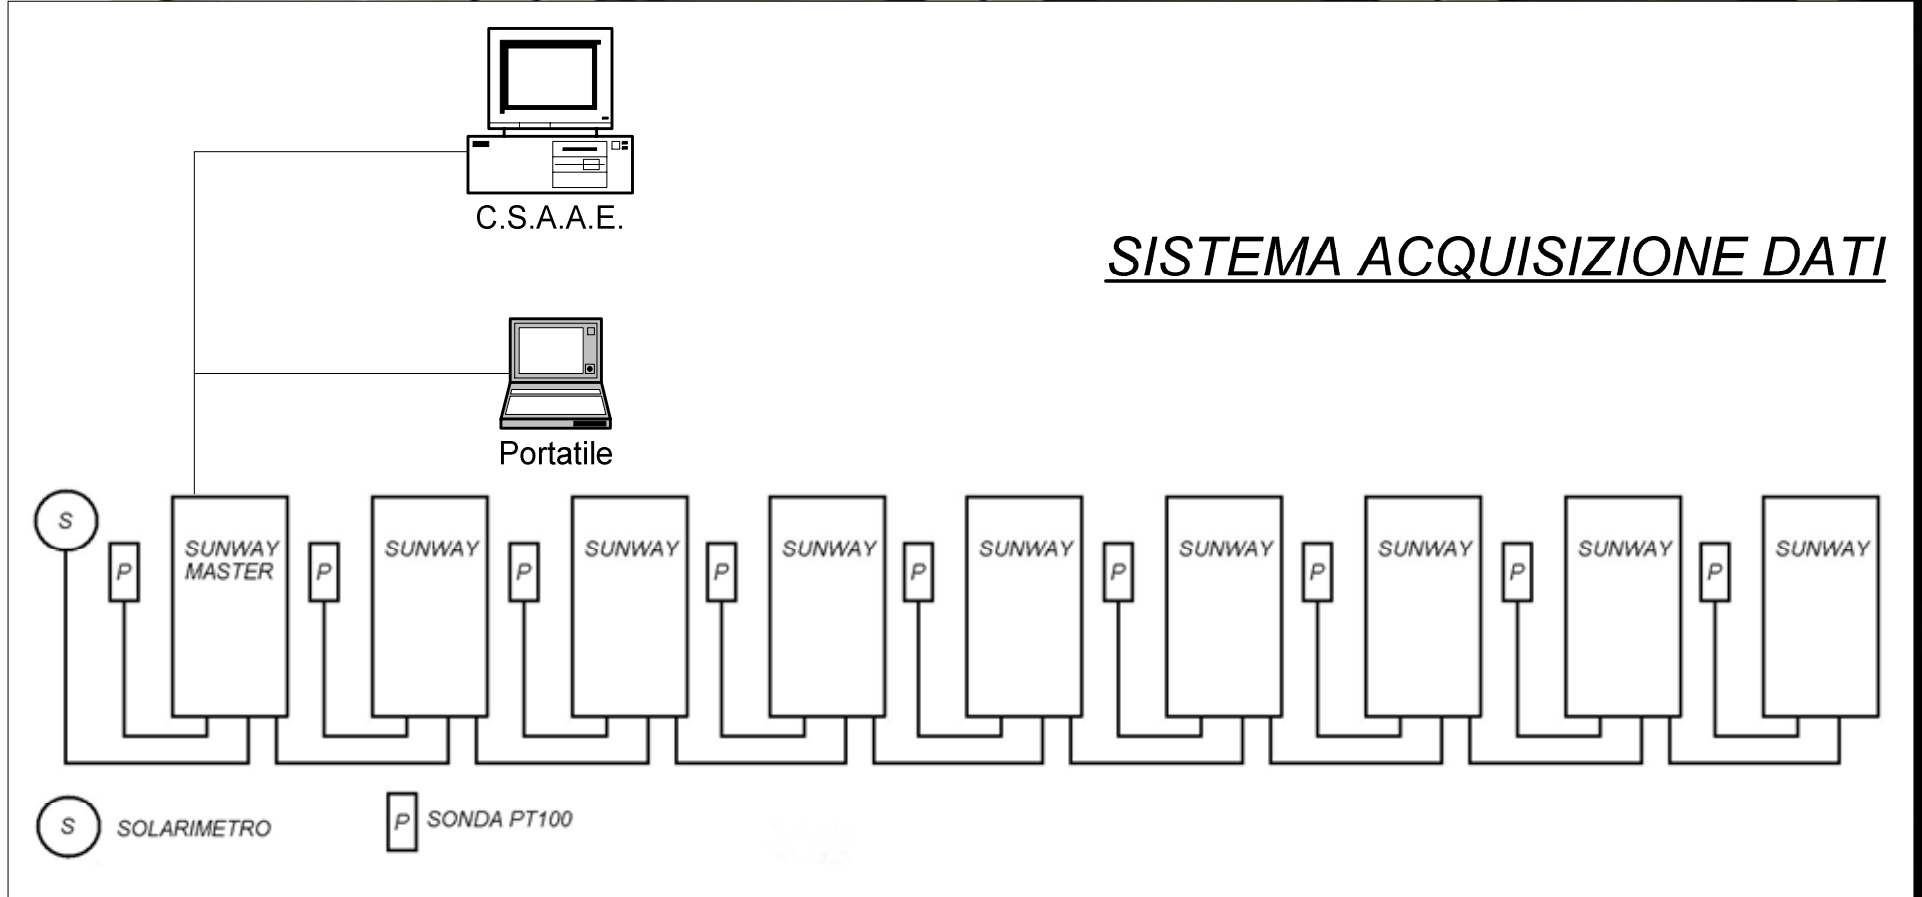 C.S.A.A.E.
SISTEMA ACQUISIZIONE DATI
Portatile
S
P
SUNWAY
MASTER
P
SUNWAY
P
SUNWAY
P
SUNWAY
P
SUNWAY
P
SUNWAY
P
SUNWAY
P
SUNWAY
P
SUNWAY
S SOLARIMETRO
P SONDA PT100